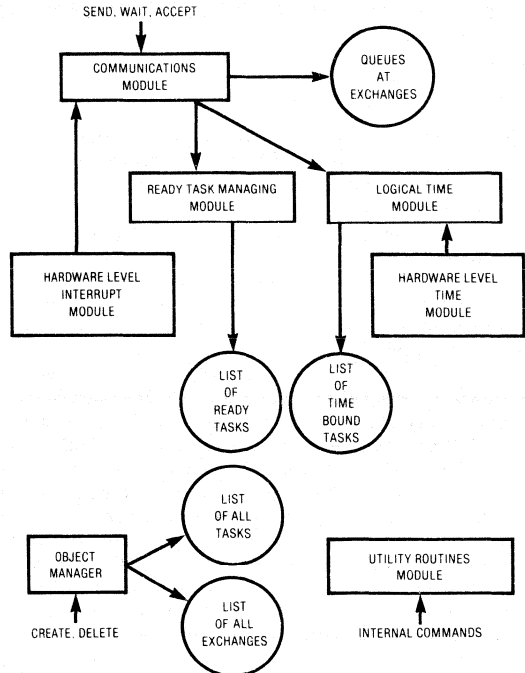 SEND, WAIT, ACCEPT
COMMUNICATIONS
MODULE
QUEUES
AT
EXCHANGES
READY TASK MANAGING
MODULE
LOGICAL TIME
MODULE
HARDWARE LEVEL
INTERRUPT
MODULE
HARDWARE LEVEL
TIME
MODULE
LIST
OF
READY
TASKS
LIST
OF
TIME
BOUND
TASKS
LIST
OF ALL
TASKS
OBJECT
MANAGER
UTILITY ROUTINES
MODULE
LIST
OF ALL
EXCHANGES
CREATE, DELETE
INTERNAL COMMANDS